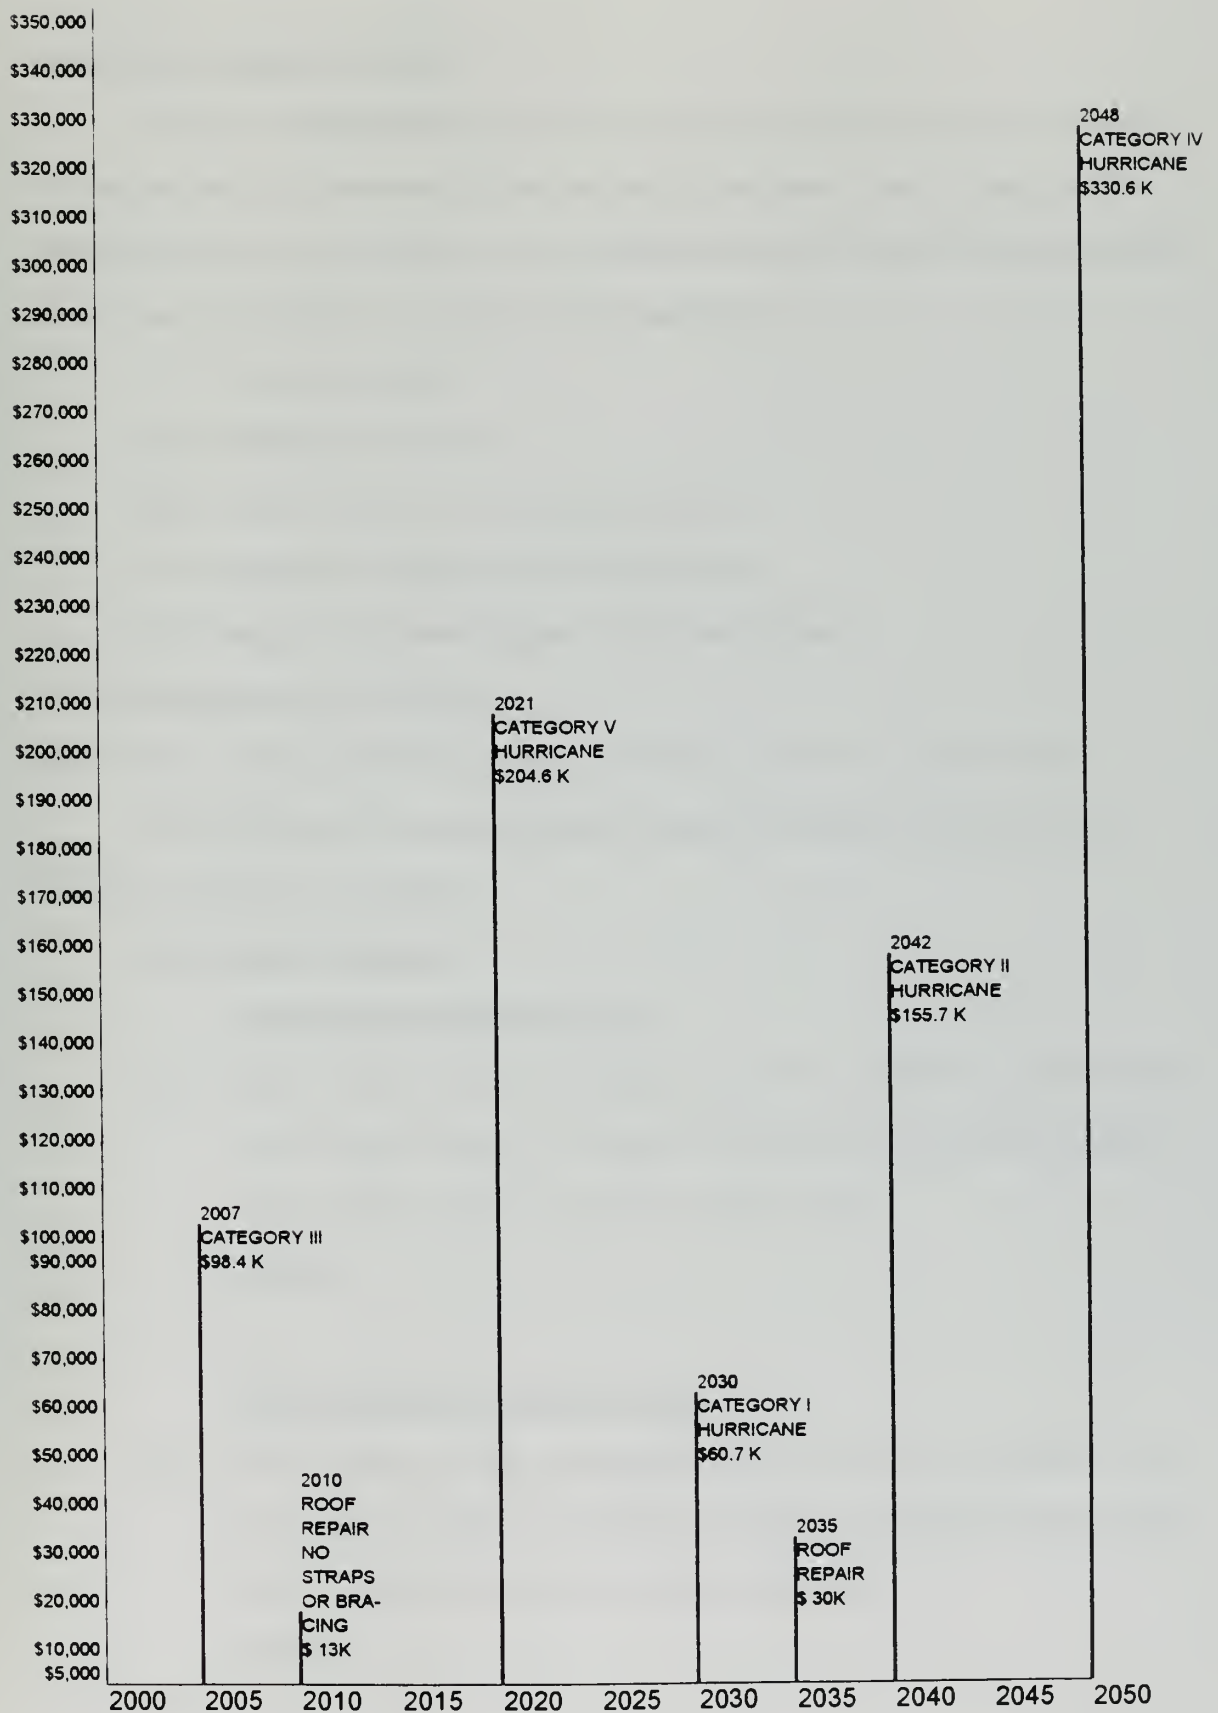 $350,000
$340,000
$330,000
$320,000
$310,000
$300,000
$290,000
$280,000
$270,000
$260,000
$250,000
$240,000
$230,000
$220,000
$210,000
$200,000
$190,000
$180,000
$170,000
$160,000
$150,000
$140,000
$130,000
$120,000
$110,000
$100,000
$90,000
$80,000
$70,000
$60,000
$50,000
$40,000
$30,000
$20,000
$10,000
$5,000
2007
CATEGORY III
$98.4 K
2010
ROOF
REPAIR
NO
STRAPS
OR BRA-
CING
$ 13K
2021
CATEGORY V
HURRICANE
$204.6 K
2030
CATEGORY I
HURRICANE
$60.7 K
2035
ROOF
REPAIR
$ 30K
2042
CATEGORY II
HURRICANE
$155.7 K
2048
CATEGORY IV
HURRICANE
$330.6 K
2000 2005 2010 2015 2020 2025 2030 2035 2040 2045 2050